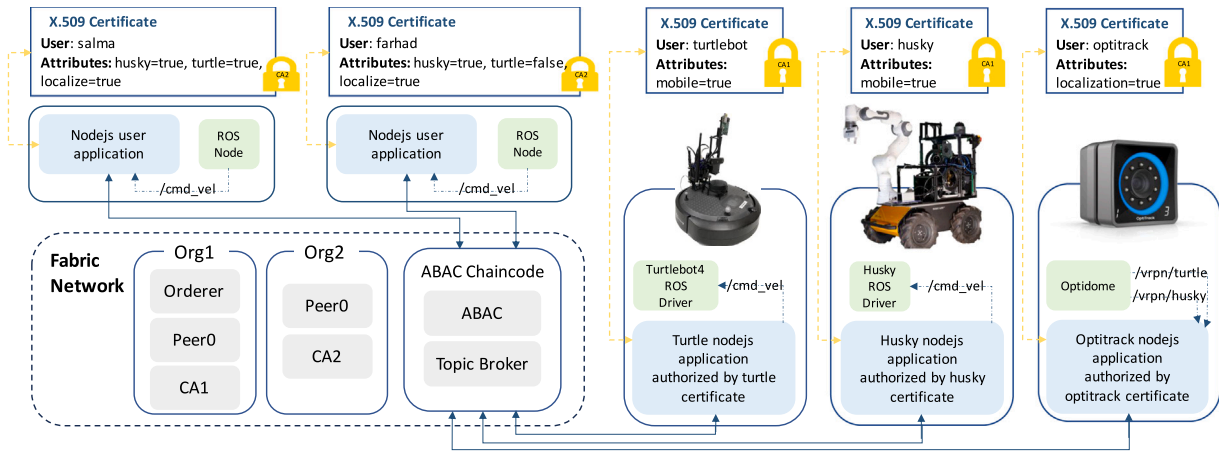 X.509 Certificate
User: salma
Attributes: husky=true, turtle=true,
localize=true
CA2
X.509 Certificate
User: farhad
Attributes: husky=true, turtle=false,
localize=true
CA2
X.509 Certificate
User: turtlebot
Attributes:
mobile=true
CA1
X.509 Certificate
User: husky
Attributes:
mobile=true
CA1
X.509 Certificate
User: optitrack
Attributes:
localization=true
CA1
Nodejs user
application
ROS
Node
/cmd_vel
Nodejs user
application
ROS
Node
/cmd_vel
Fabric
Network
Org1
Orderer
Peer0
CA1
Org2
Peer0
CA2
ABAC Chaincode
ABAC
Topic Broker
Turtlebot4
ROS
Driver
/cmd_vel
Turtle nodejs
application
authorized by turtle
certificate
Husky
ROS
Driver
/cmd_vel
Husky nodejs
application
authorized by husky
certificate
OptiTrack
1 3
Optidome
/vrpn/turtle
/vrpn/husky
Optitrack nodejs
application
authorized by
optitrack certificate